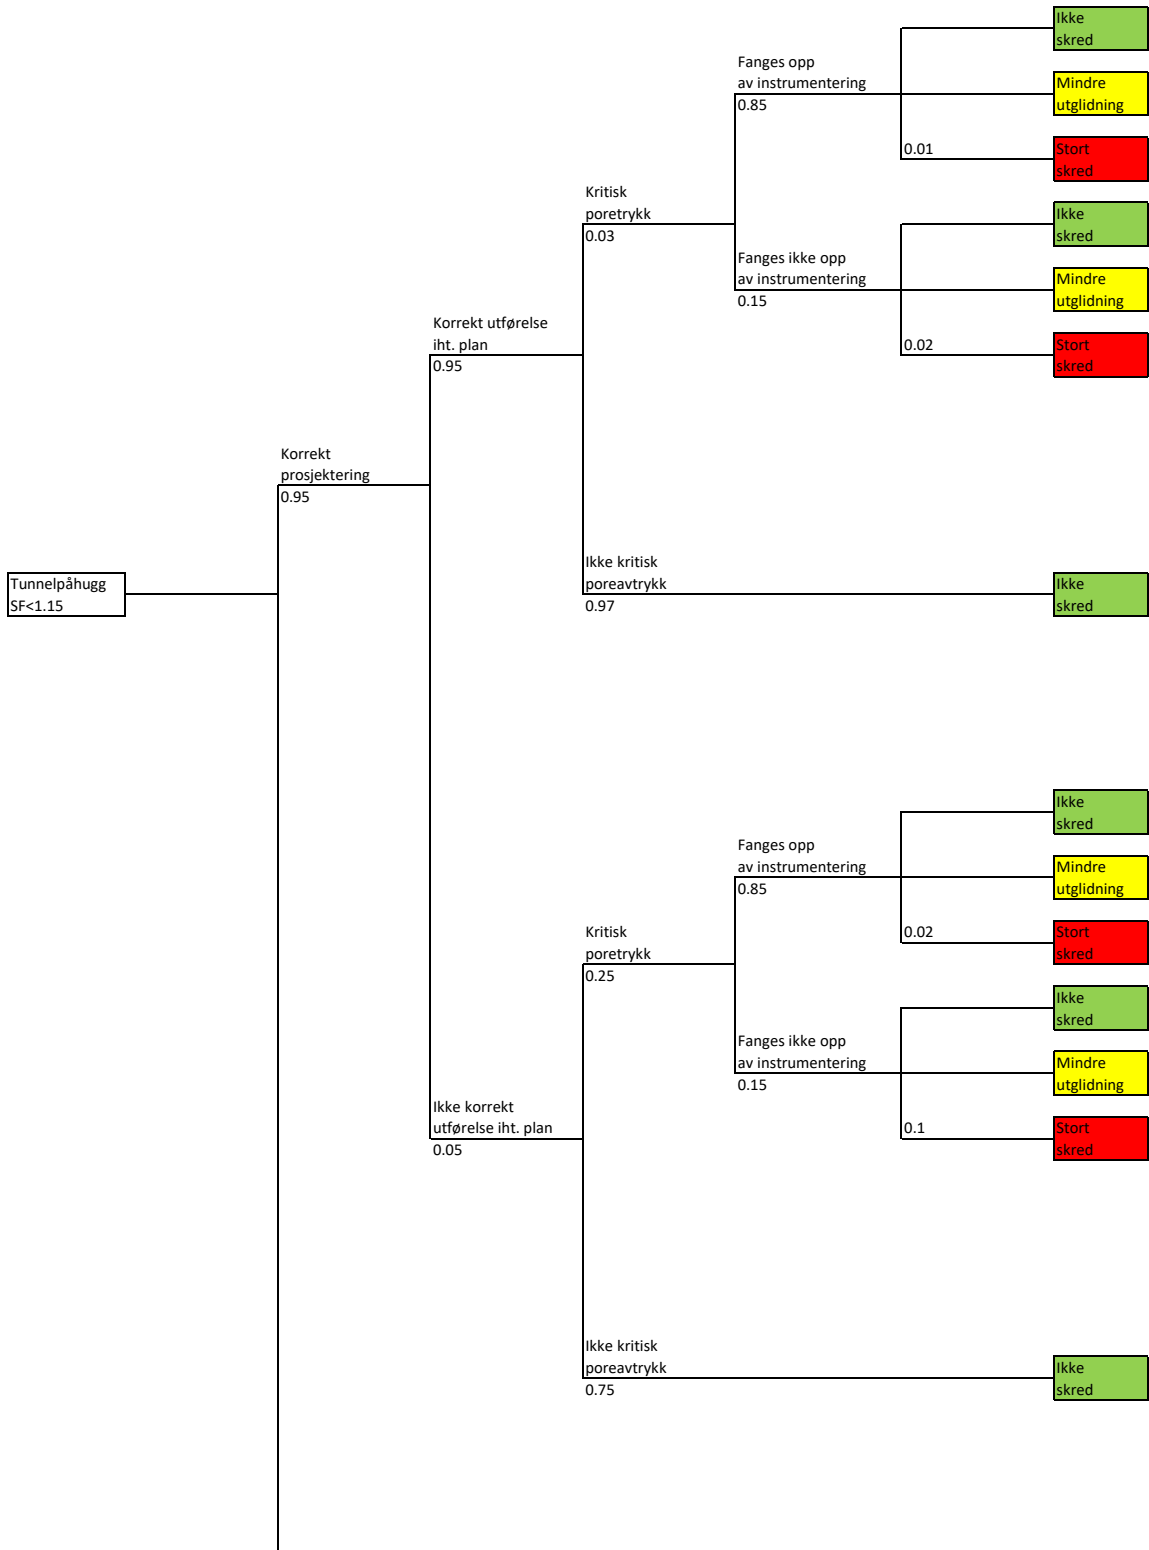 Ikke
skred
Fanges opp
av instrumentering
0.85
Mindre
utglidning
0.01
Stort
skred
Kritisk
poretrykk
0.03
Ikke
skred
Fanges ikke opp
av instrumentering
0.15
Mindre
utglidning
Korrekt utførelse
iht. plan
0.95
0.02
Stort
skred
Korrekt
prosjektering
0.95
Tunnelpåhugg
SF<1.15
Ikke kritisk
poreavtrykk
0.97
Ikke
skred
Ikke
skred
Fanges opp
av instrumentering
0.85
Mindre
utglidning
Kritisk
poretrykk
0.25
0.02
Stort
skred
Ikke
skred
Fanges ikke opp
av instrumentering
0.15
Mindre
utglidning
Ikke korrekt
utførelse iht. plan
0.05
0.1
Stort
skred
Ikke kritisk
poreavtrykk
0.75
Ikke
skred